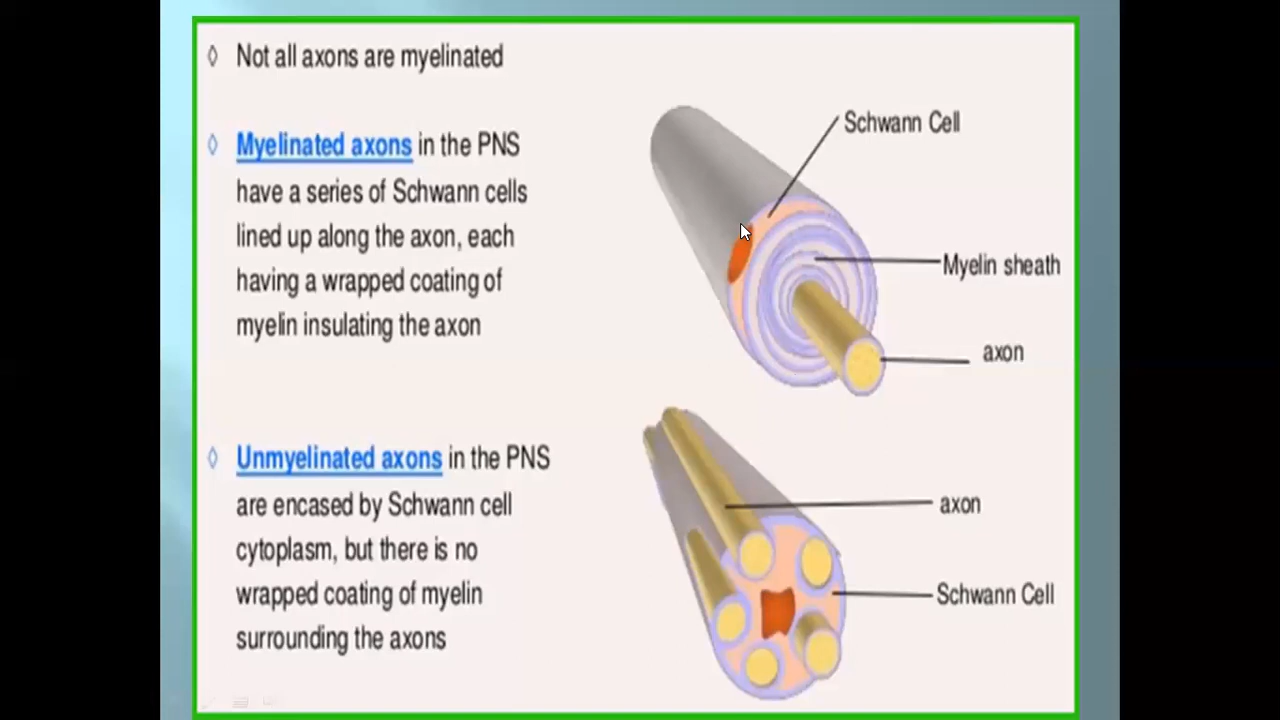 Not all axons are myelinated
Myelinated axons in the PNS
have a series of Schwann cells
lined up along the axon, each
having a wrapped coating of
myelin insulating the axon
Unmyelinated axons in the PNS
are encased by Schwann cell
cytoplasm, but there is no
wrapped coating of myelin
surrounding the axons
Schwann Cell
Myelin sheath
axon
axon
Schwann Cell